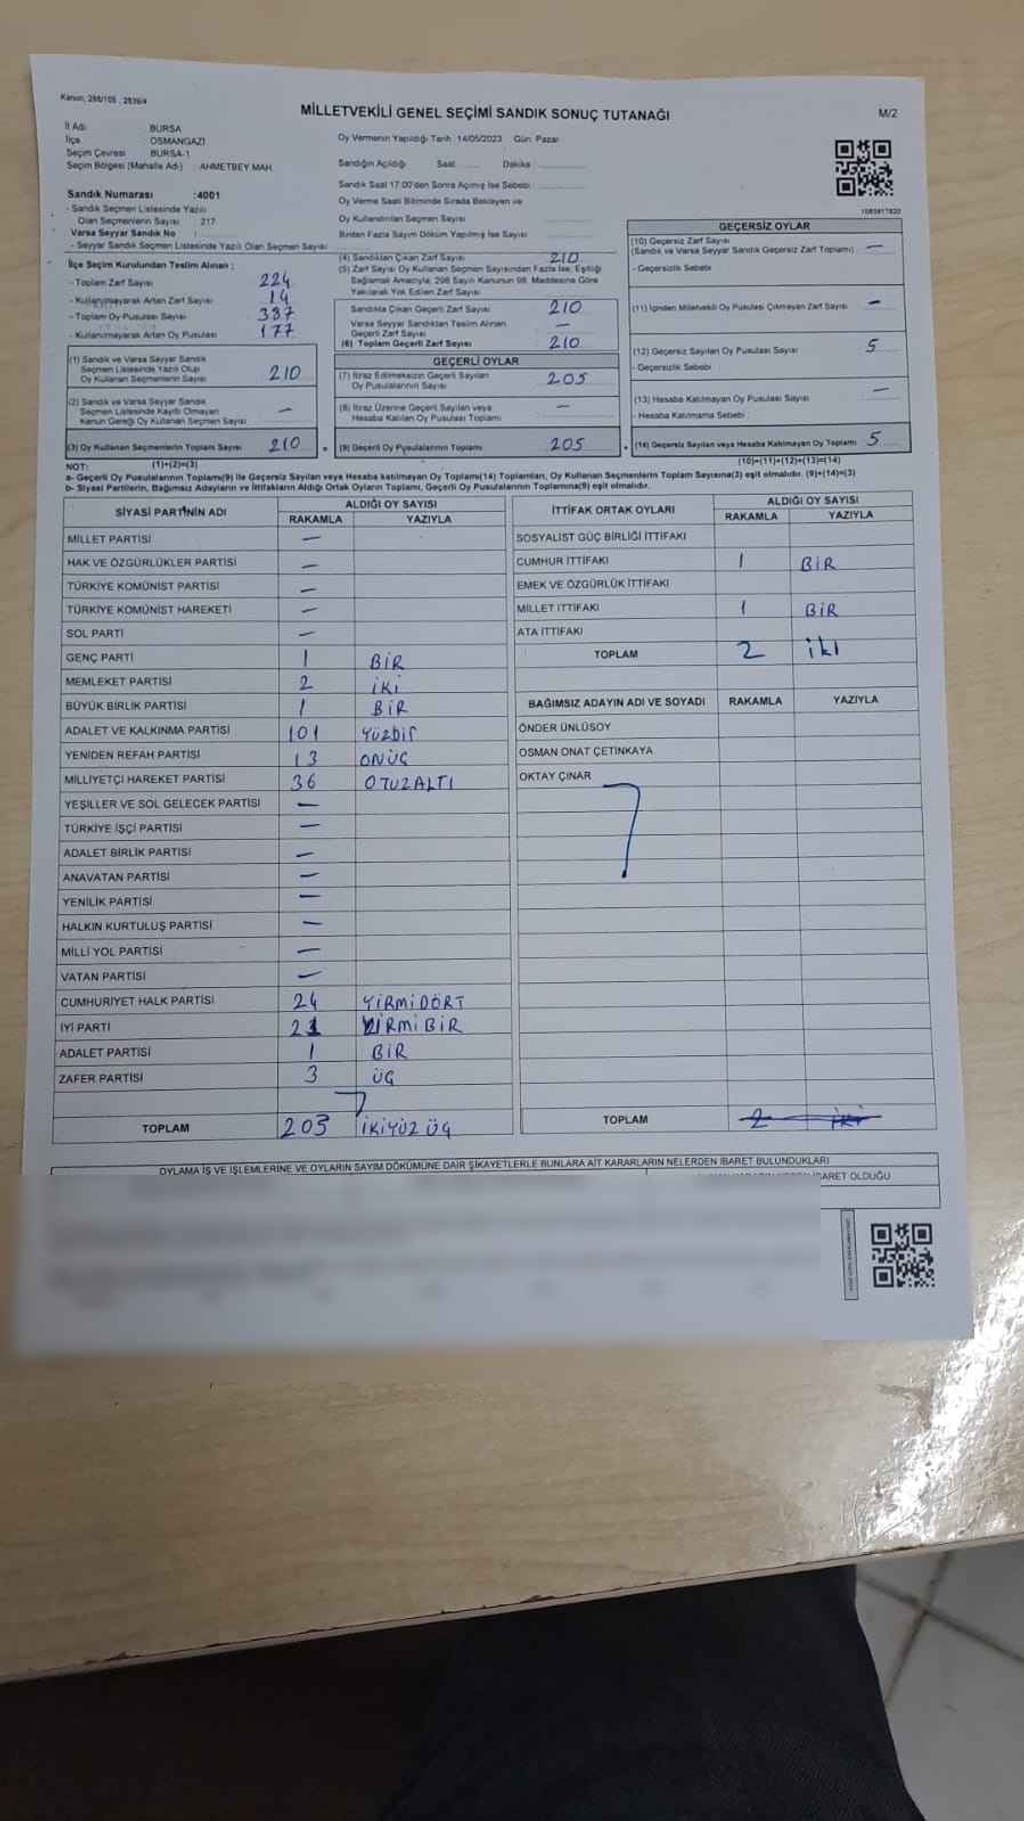 Kanun, 298/105 , 2839/4
MİLLETVEKİLİ GENEL SEÇİMİ SANDIK SONUÇ TUTANAĞI
M/2
İl Adı : BURSA
İlçe : OSMANGAZİ
Seçim Çevresi : BURSA-1
Seçim Bölgesi (Mahalle Adı) : AHMETBEY MAH.
Sandık Numarası :4001
- Sandık Seçmen Listesinde Yazılı
Olan Seçmenlerin Sayısı : 217
Varsa Seyyar Sandık No :
- Seyyar Sandık Seçmen Listesinde Yazılı Olan Seçmen Sayısı
Oy Vermenin Yapıldığı Tarih :14/05/2023 Gün: Pazar
Sandığın Açıldığı Saat Dakika
Sandık Saat 17:00'den Sonra Açılmış İse Sebebi
Oy Verme Saati Bitiminde Sırada Bekleyen ve
Oy Kullandırılan Seçmen Sayısı
Birden Fazla Sayım Döküm Yapılmış İse Sayısı
İlçe Seçim Kurulundan Teslim Alınan :
- Toplam Zarf Sayısı 224
- Kullanılmayarak Artan Zarf Sayısı 14
- Toplam Oy Pusulası Sayısı 387
- Kullanılmayarak Artan Oy Pusulası 177
(1) Sandık ve Varsa Seyyar Sandık
Seçmen Listesinde Yazılı Olup
Oy Kullanan Seçmenlerin Sayısı 210
(2) Sandık ve Varsa Seyyar Sandık
Seçmen Listesinde Kayıtlı Olmayan
Kanun Gereği Oy Kullanan Seçmen Sayısı –
(3) Oy Kullanan Seçmenlerin Toplam Sayısı 210
(1)+(2)=(3)
(4) Sandıktan Çıkan Zarf Sayısı 210
(5) Zarf Sayısı Oy Kullanan Seçmen Sayısından Fazla İse, Eşitliği
Sağlamak Amacıyla, 298 Sayılı Kanunun 98. Maddesine Göre
Yakılarak Yok Edilen Zarf Sayısı
Sandıkta Çıkan Geçerli Zarf Sayısı 210
Varsa Seyyar Sandıktan Teslim Alınan
Geçerli Zarf Sayısı –
(6) Toplam Geçerli Zarf Sayısı 210
GEÇERLİ OYLAR
(7) İtiraz Edilmeksizin Geçerli Sayılan
Oy Pusulalarının Sayısı 205
(8) İtiraz Üzerine Geçerli Sayılan veya
Hesaba Katılan Oy Pusulası Toplamı –
(9) Geçerli Oy Pusulalarının Toplamı 205
GEÇERSİZ OYLAR
(10) Geçersiz Zarf Sayısı
(Sandık ve Varsa Seyyar Sandık Geçersiz Zarf Toplamı) –
- Geçersizlik Sebebi
(11) İçinden Milletvekili Oy Pusulası Çıkmayan Zarf Sayısı –
(12) Geçersiz Sayılan Oy Pusulası Sayısı 5
- Geçersizlik Sebebi
(13) Hesaba Katılmayan Oy Pusulası Sayısı –
- Hesaba Katılmama Sebebi
(14) Geçersiz Sayılan veya Hesaba Katılmayan Oy Toplamı 5
(10)+(11)+(12)+(13)=(14)
NOT:
a- Geçerli Oy Pusulalarının Toplamı(9) ile Geçersiz Sayılan veya Hesaba katılmayan Oy Toplamı(14) Toplamları, Oy Kullanan Seçmenlerin Toplam Sayısına(3) eşit olmalıdır. (9)+(14)=(3)
b- Siyasi Partilerin, Bağımsız Adayların ve İttifakların Aldığı Ortak Oyların Toplamı, Geçerli Oy Pusulalarının Toplamına(9) eşit olmalıdır.
SİYASİ PARTİNİN ADI ALDIĞI OY SAYISI
RAKAMLA YAZIYLA
MİLLET PARTİSİ –
HAK VE ÖZGÜRLÜKLER PARTİSİ –
TÜRKİYE KOMÜNİST PARTİSİ –
TÜRKİYE KOMÜNİST HAREKETİ –
SOL PARTİ –
GENÇ PARTİ 1 BİR
MEMLEKET PARTİSİ 2 İKİ
BÜYÜK BİRLİK PARTİSİ 1 BİR
ADALET VE KALKINMA PARTİSİ 101 Yüzbir
YENİDEN REFAH PARTİSİ 13 ONÜÇ
MİLLİYETÇİ HAREKET PARTİSİ 36 OTUZALTI
YEŞİLLER VE SOL GELECEK PARTİSİ –
TÜRKİYE İŞÇİ PARTİSİ –
ADALET BİRLİK PARTİSİ –
ANAVATAN PARTİSİ –
YENİLİK PARTİSİ –
HALKIN KURTULUŞ PARTİSİ –
MİLLİ YOL PARTİSİ –
VATAN PARTİSİ –
CUMHURİYET HALK PARTİSİ 24 YİRMİDÖRT
İYİ PARTİ 21 YİRMİBİR
ADALET PARTİSİ 1 BİR
ZAFER PARTİSİ 3 ÜÇ
TOPLAM 203 İKİYÜZ ÜÇ
İTTİFAK ORTAK OYLARI ALDIĞI OY SAYISI
RAKAMLA YAZIYLA
SOSYALİST GÜÇ BİRLİĞİ İTTİFAKI
CUMHUR İTTİFAKI 1 BİR
EMEK VE ÖZGÜRLÜK İTTİFAKI
MİLLET İTTİFAKI 1 BİR
ATA İTTİFAKI
TOPLAM 2 İKİ
BAĞIMSIZ ADAYIN ADI VE SOYADI RAKAMLA YAZIYLA
ÖNDER ÜNLÜSOY
OSMAN ONAT ÇETİNKAYA
OKTAY ÇINAR
TOPLAM 2 İKİ
OYLAMA İŞ VE İŞLEMLERİNE VE OYLARIN SAYIM DÖKÜMÜNE DAİR ŞİKAYETLERLE BUNLARA AİT KARARLARIN NELERDEN İBARET BULUNDUKLARI
İBARET OLDUĞU